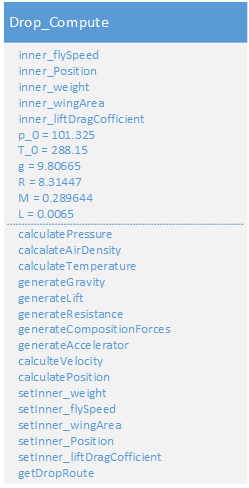 Drop_Compute
inner_flySpeed
inner_Position
inner_weight
inner_wingArea
inner_liftDragCofficient
p_0 = 101.325
T_0 = 288.15
g = 9.80665
R = 8.31447
M = 0.289644
L = 0.0065
calculatePressure
calcalateAirDensity
calculateTemperature
generateGravity
generateLift
generateResistance
generateCompositionForces
generateAccelerator
calculteVelocity
calculatePosition
setInner_weight
setInner_flySpeed
setInner_wingArea
setInner_Position
setInner_liftDragCofficient
getDropRoute